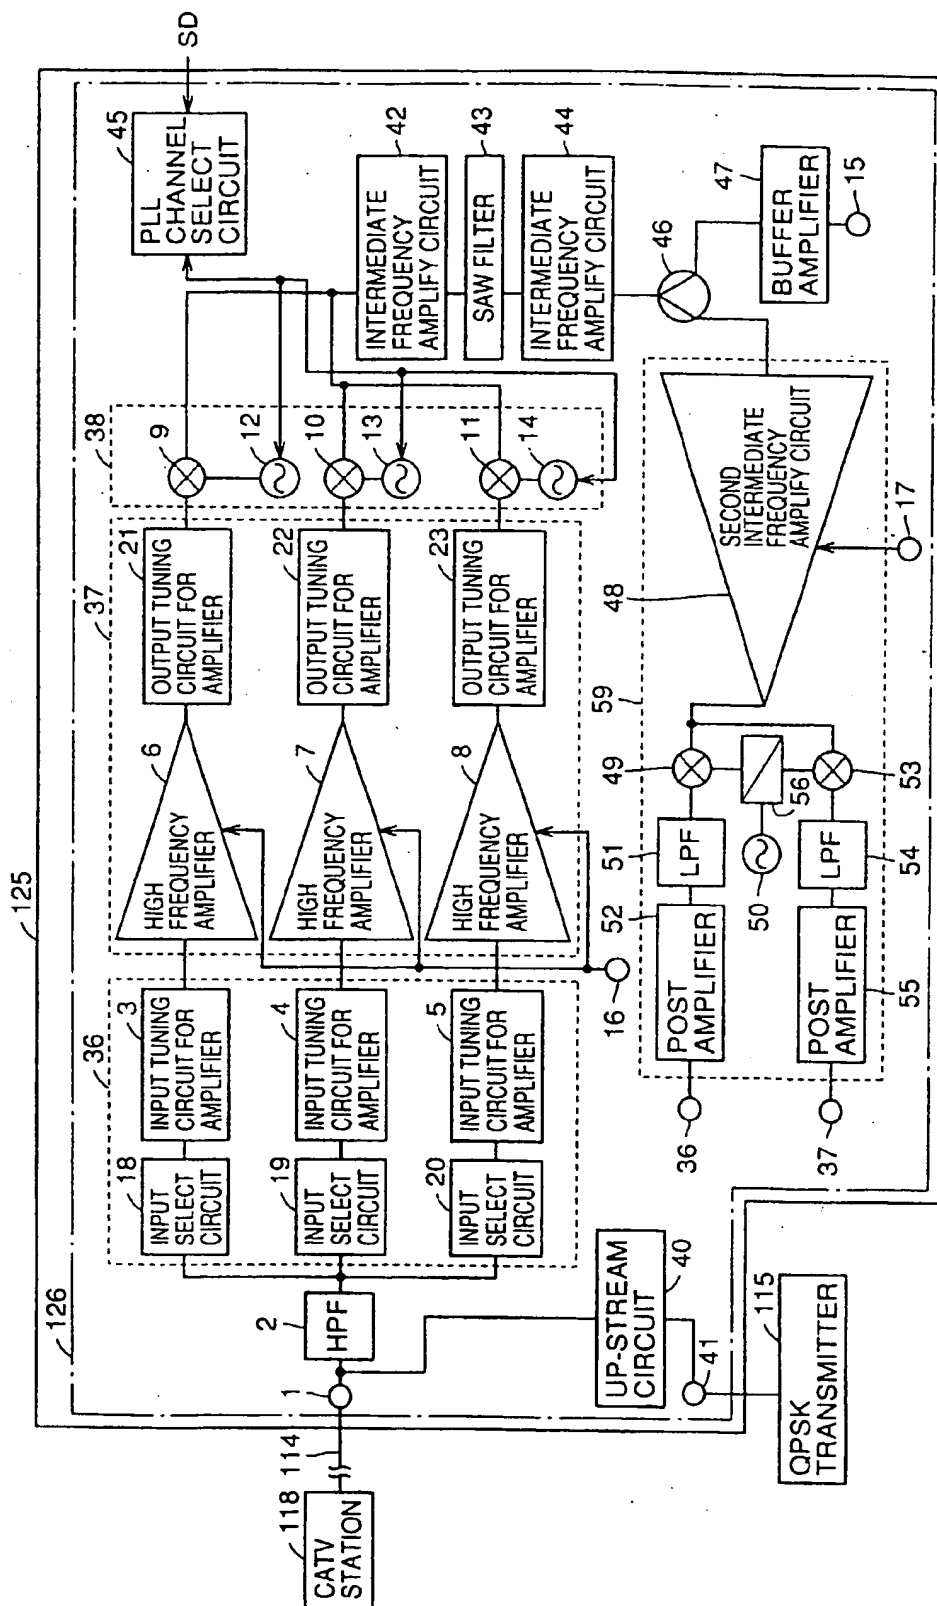 125
126
118
CATV
STATION
114
1
2
HPF
36
18
INPUT
SELECT
CIRCUIT
3
INPUT TUNING
CIRCUIT FOR
AMPLIFIER
19
INPUT
SELECT
CIRCUIT
4
INPUT TUNING
CIRCUIT FOR
AMPLIFIER
20
INPUT
SELECT
CIRCUIT
5
INPUT TUNING
CIRCUIT FOR
AMPLIFIER
37
6
HIGH
FREQUENCY
AMPLIFIER
21
OUTPUT TUNING
CIRCUIT FOR
AMPLIFIER
7
HIGH
FREQUENCY
AMPLIFIER
22
OUTPUT TUNING
CIRCUIT FOR
AMPLIFIER
8
HIGH
FREQUENCY
AMPLIFIER
23
OUTPUT TUNING
CIRCUIT FOR
AMPLIFIER
16
38
9
12
10
13
11
14
45
PLL
CHANNEL
SELECT
CIRCUIT
SD
42
INTERMEDIATE
FREQUENCY
AMPLIFY CIRCUIT
43
SAW FILTER
44
INTERMEDIATE
FREQUENCY
AMPLIFY CIRCUIT
46
47
BUFFER
AMPLIFIER
15
UP-STREAM
CIRCUIT
40
41
115
QPSK
TRANSMITTER
59
48
SECOND
INTERMEDIATE
FREQUENCY
AMPLIFY CIRCUIT
17
49
51
LPF
52
POST
AMPLIFIER
36
50
56
53
LPF
54
POST
AMPLIFIER
55
37